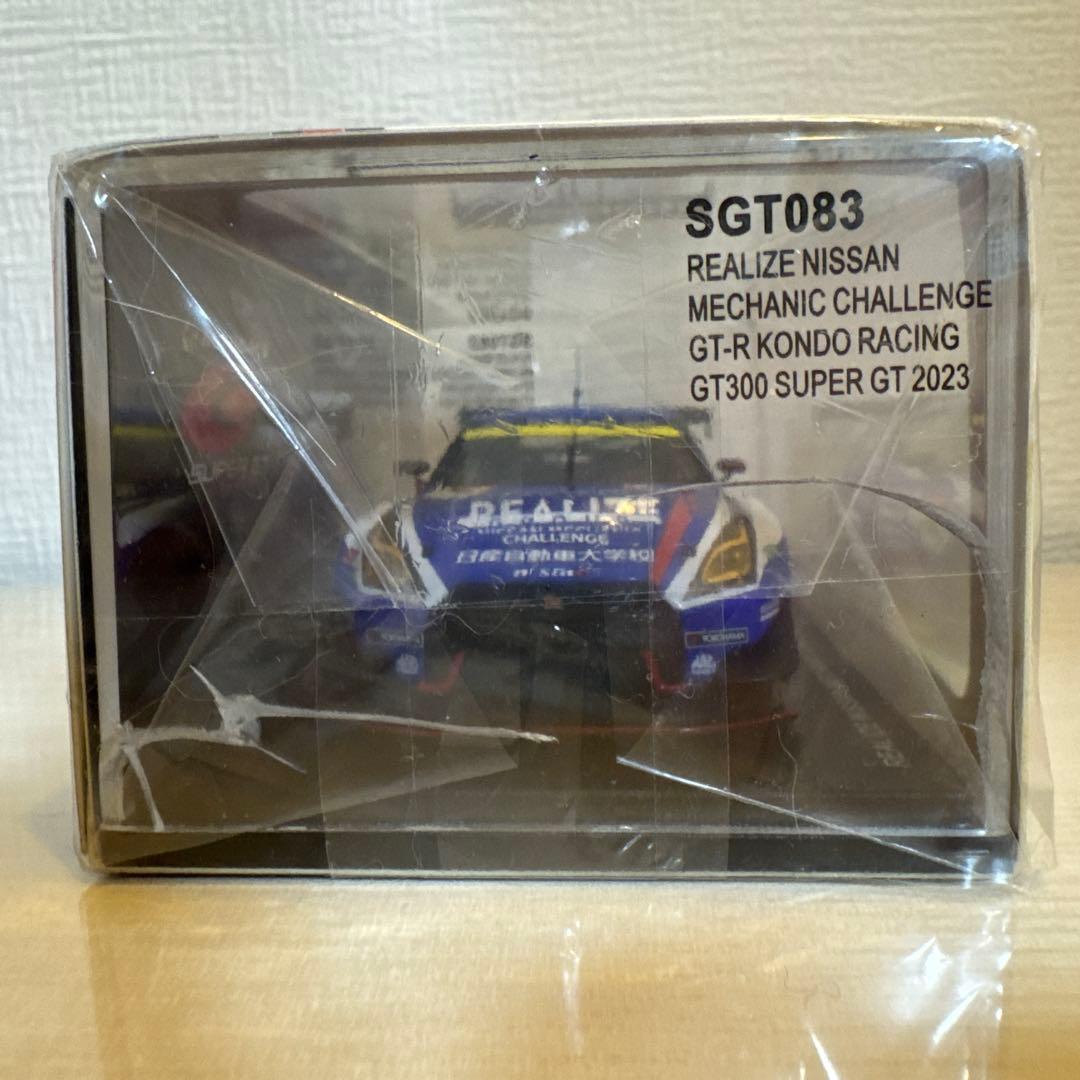 SGT083
REALIZE NISSAN
MECHANIC CHALLENGE
GT-R KONDO RACING
GT300 SUPER GT 2023
REALIZE
CHALLENGE
日産自動車大学校
YOKOHAMA
YOKOHAMA